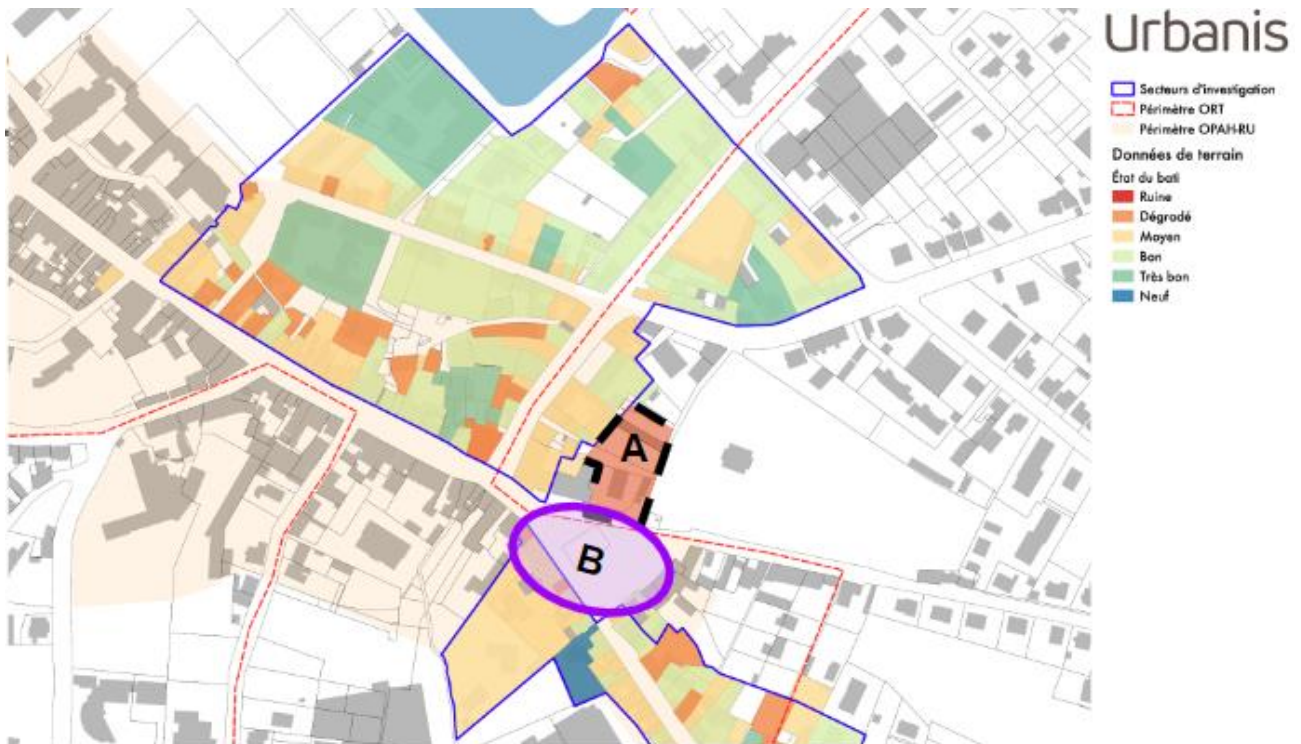 Urbanis
Secteurs d'investigation
Périmètre ORT
Périmètre OPAH-RU
Données de terrain
État du bati
Ruine
Dégradé
Moyen
Bon
Très bon
Neuf
A
B